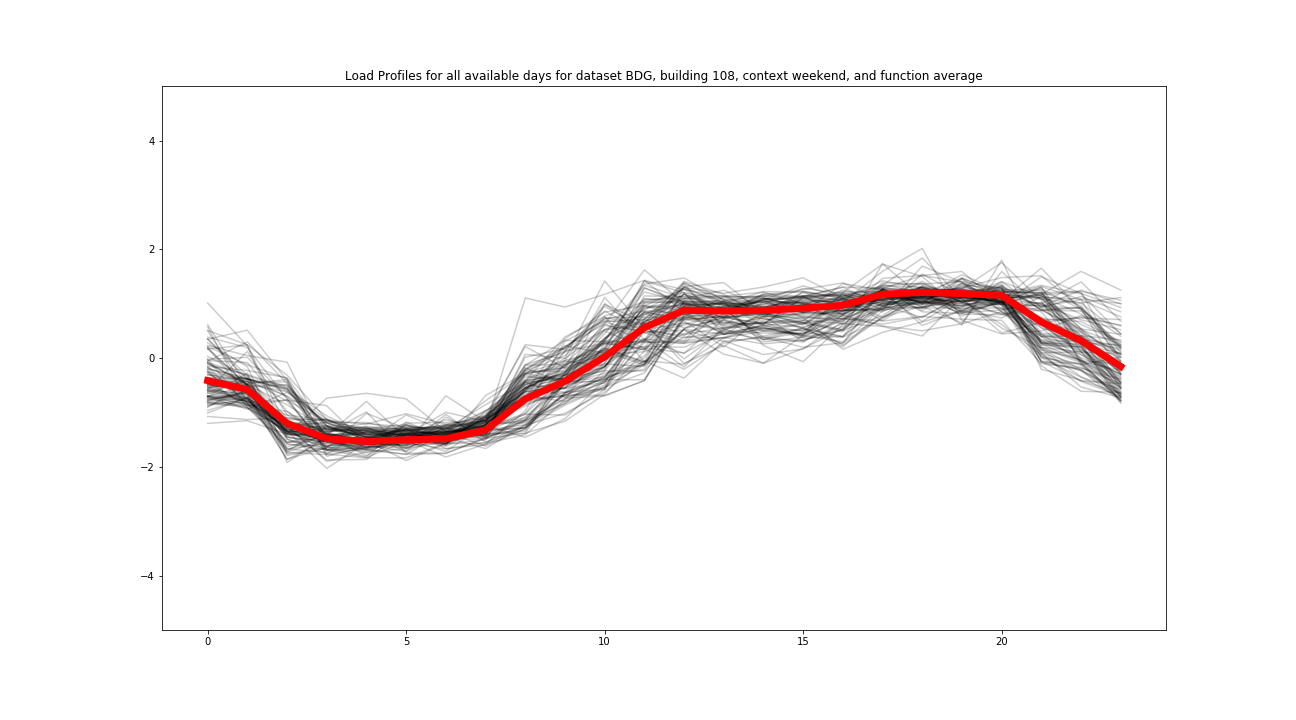 Load Profiles for all available days for dataset BDG, building 108, context weekend, and function average
4
2
0
−2
−4
0 5 10 15 20